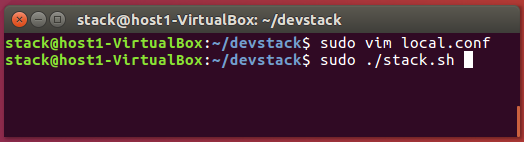 stack@host1-VirtualBox: ~/devstack
stack@host1-VirtualBox:~/devstack$ sudo vim local.conf
stack@host1-VirtualBox:~/devstack$ sudo ./stack.sh